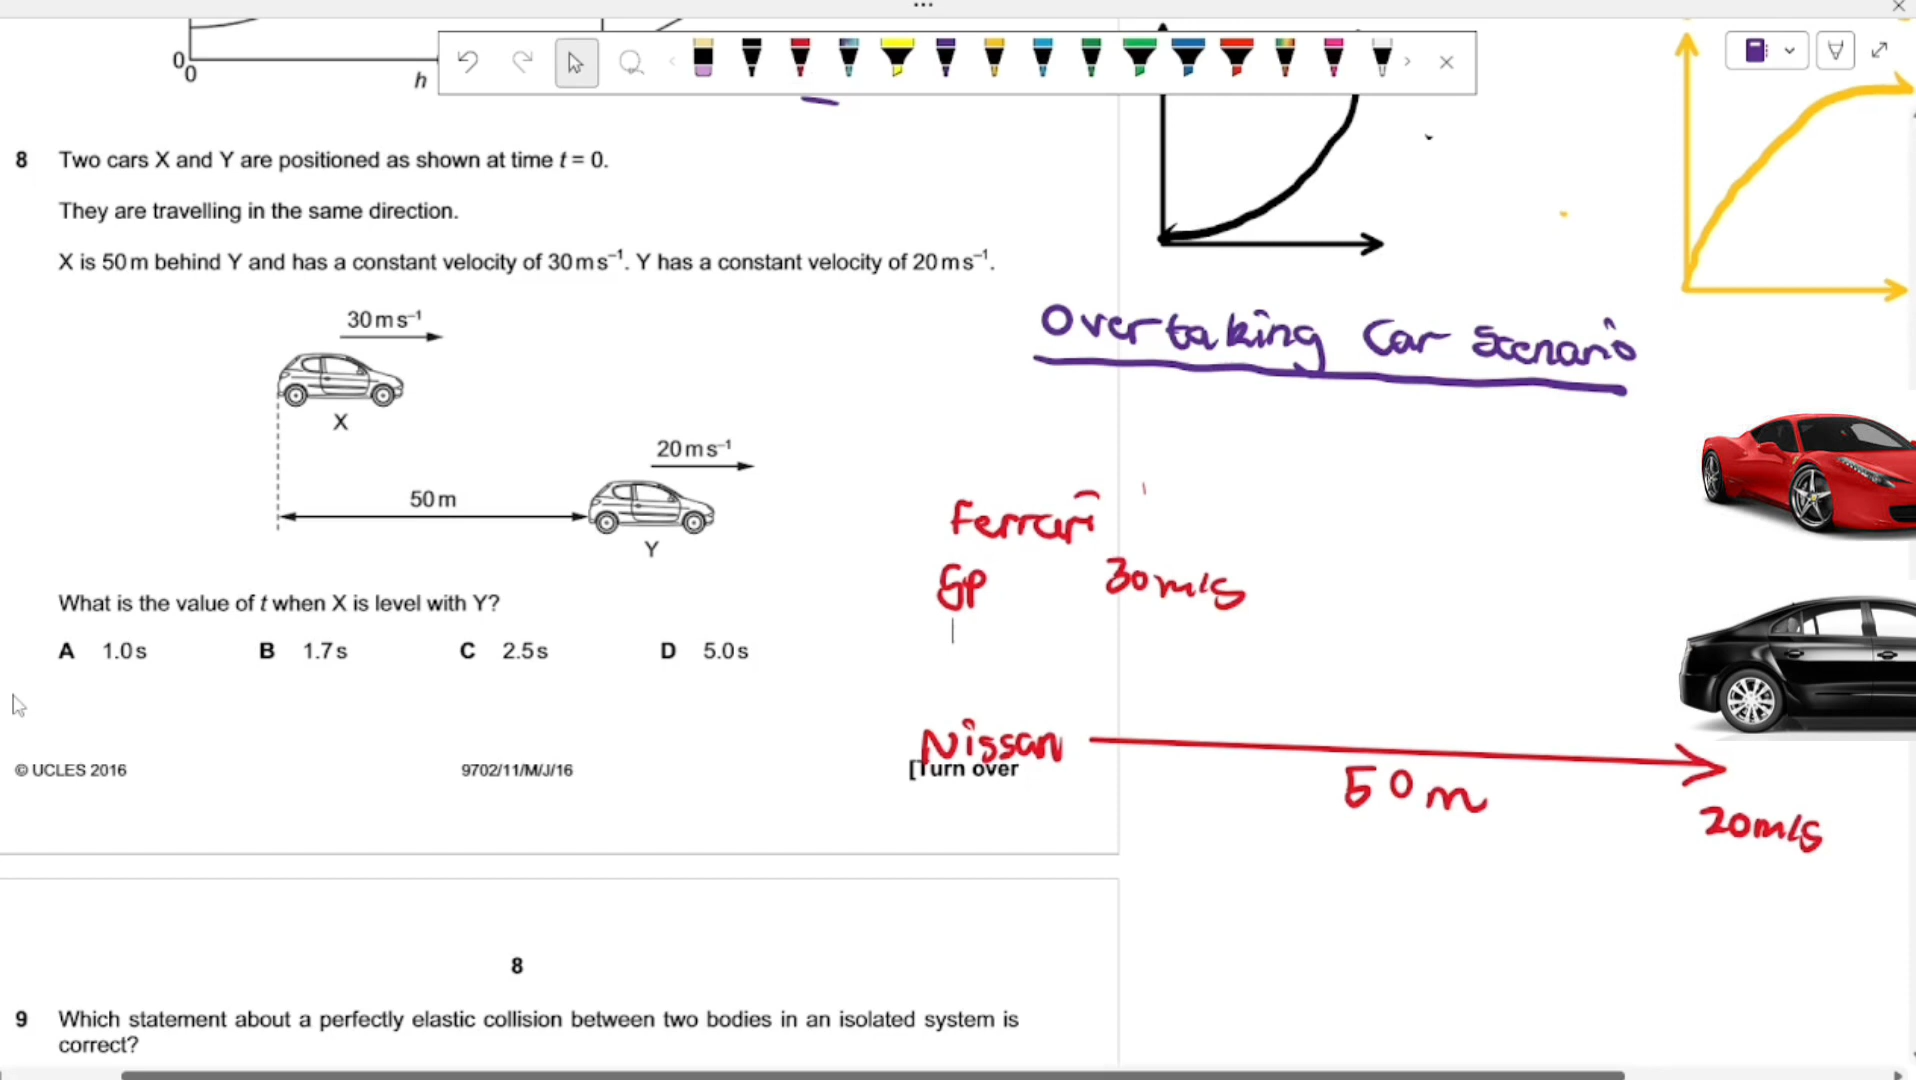 0
0
h
8 Two cars X and Y are positioned as shown at time t = 0.
They are travelling in the same direction.
X is 50 m behind Y and has a constant velocity of 30 m s⁻¹. Y has a constant velocity of 20 m s⁻¹.
Overtaking Car Scenario
30 m s⁻¹
X
20 m s⁻¹
50 m
Y
Ferrari
30m/s
What is the value of t when X is level with Y?
A 1.0 s B 1.7 s C 2.5 s D 5.0 s
Nissan
50m
20m/s
© UCLES 2016 9702/11/M/J/16 [Turn over
8
9 Which statement about a perfectly elastic collision between two bodies in an isolated system is
correct?